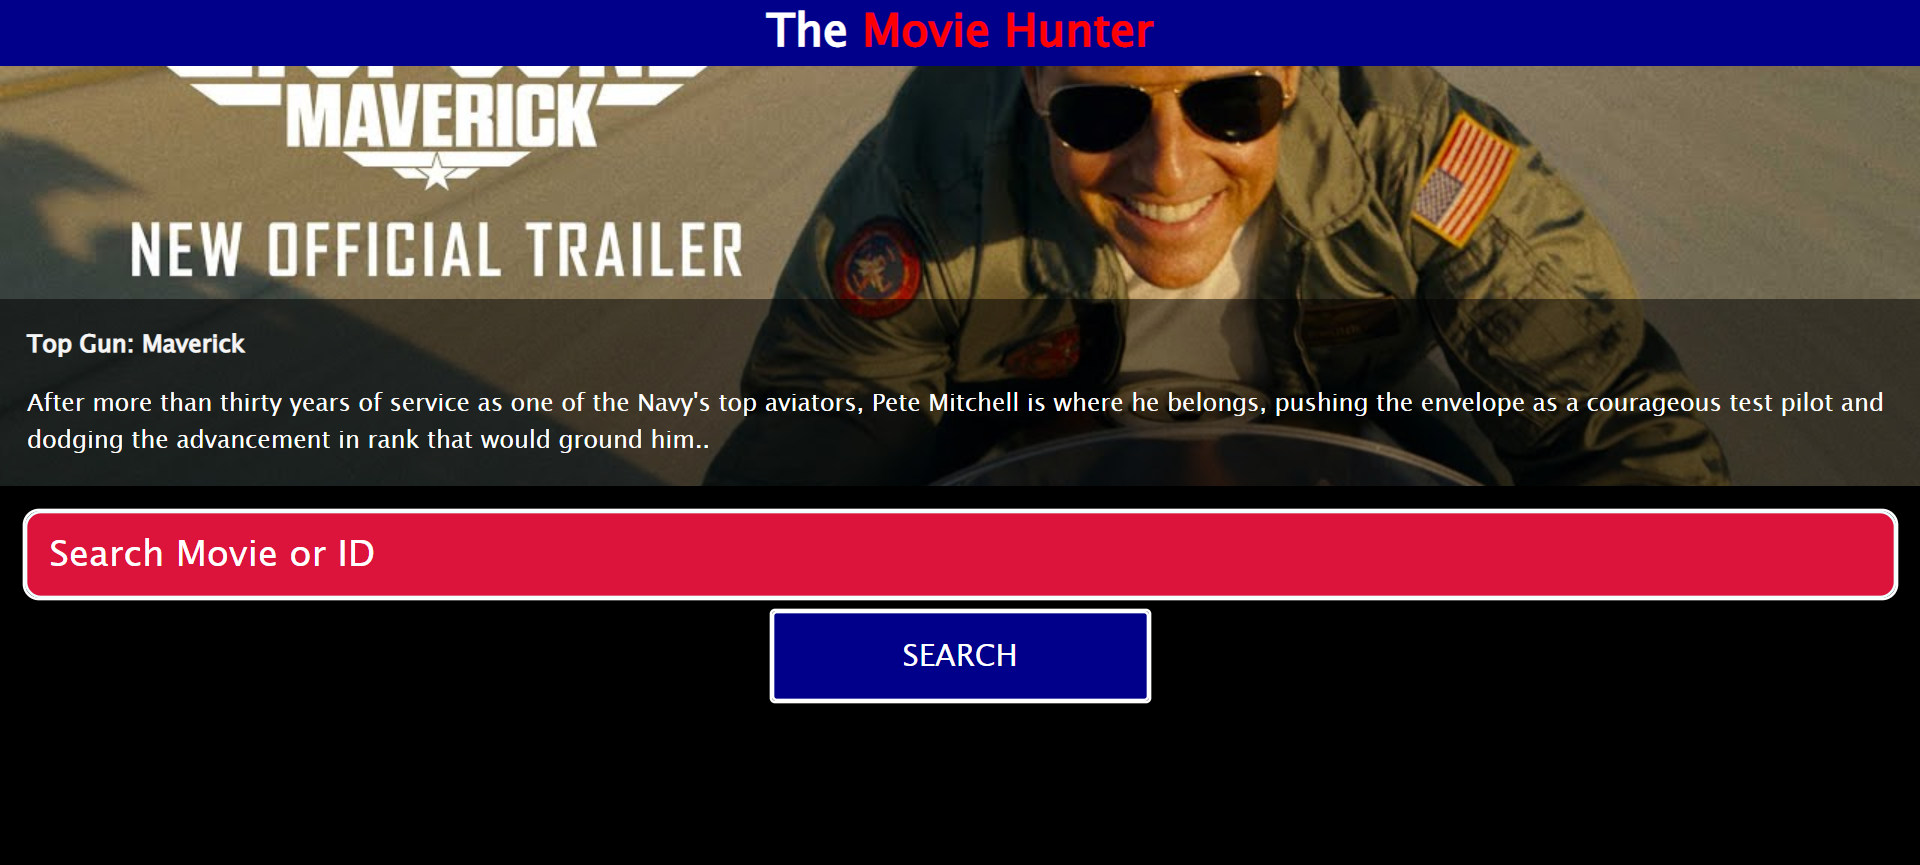 The Movie Hunter
MAVERICK
NEW OFFICIAL TRAILER
Top Gun: Maverick
After more than thirty years of service as one of the Navy's top aviators, Pete Mitchell is where he belongs, pushing the envelope as a courageous test pilot and
dodging the advancement in rank that would ground him..
Search Movie or ID
SEARCH